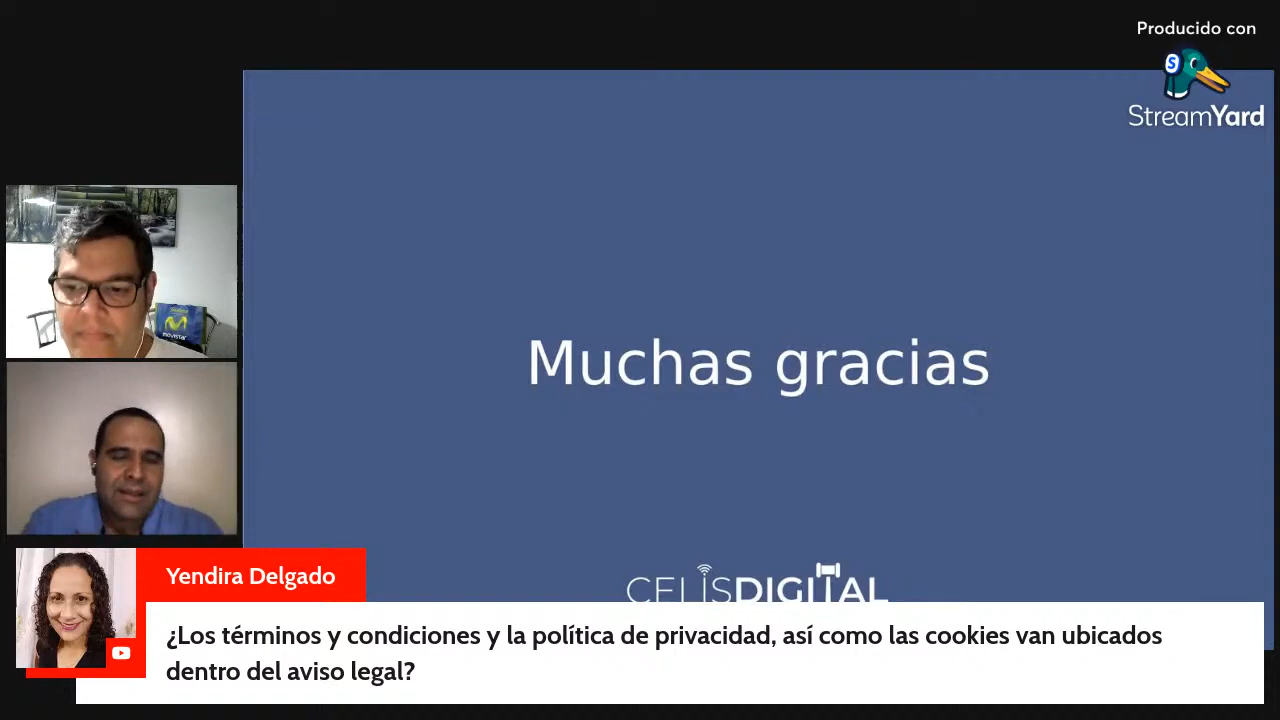 Producido con
StreamYard
movistar
Muchas gracias
CELISDIGITAL
Yendira Delgado
¿Los términos y condiciones y la política de privacidad, así como las cookies van ubicados
dentro del aviso legal?